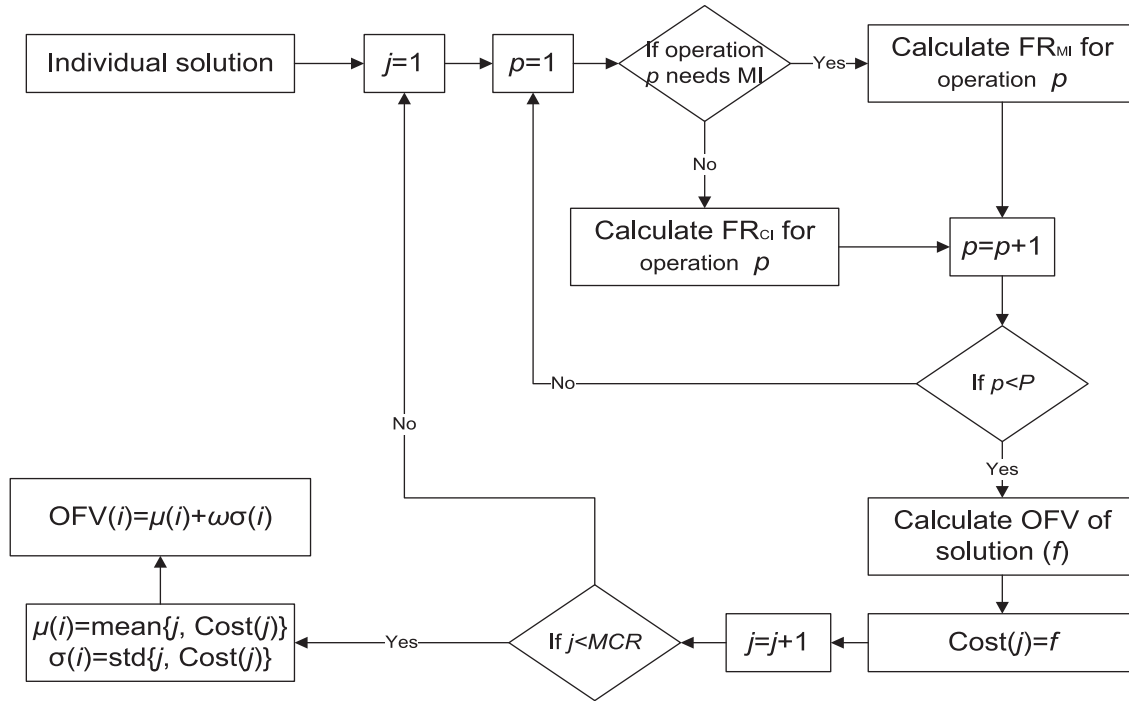 Individual solution
j=1
p=1
If operation
p needs MI
Yes
Calculate FRMI for
operation p
No
Calculate FRCI for
operation p
p=p+1
No
If p<P
No
Yes
OFV(i)=μ(i)+ωσ(i)
Calculate OFV of
solution (f)
μ(i)=mean{j, Cost(j)}
σ(i)=std{j, Cost(j)}
Yes
If j<MCR
j=j+1
Cost(j)=f